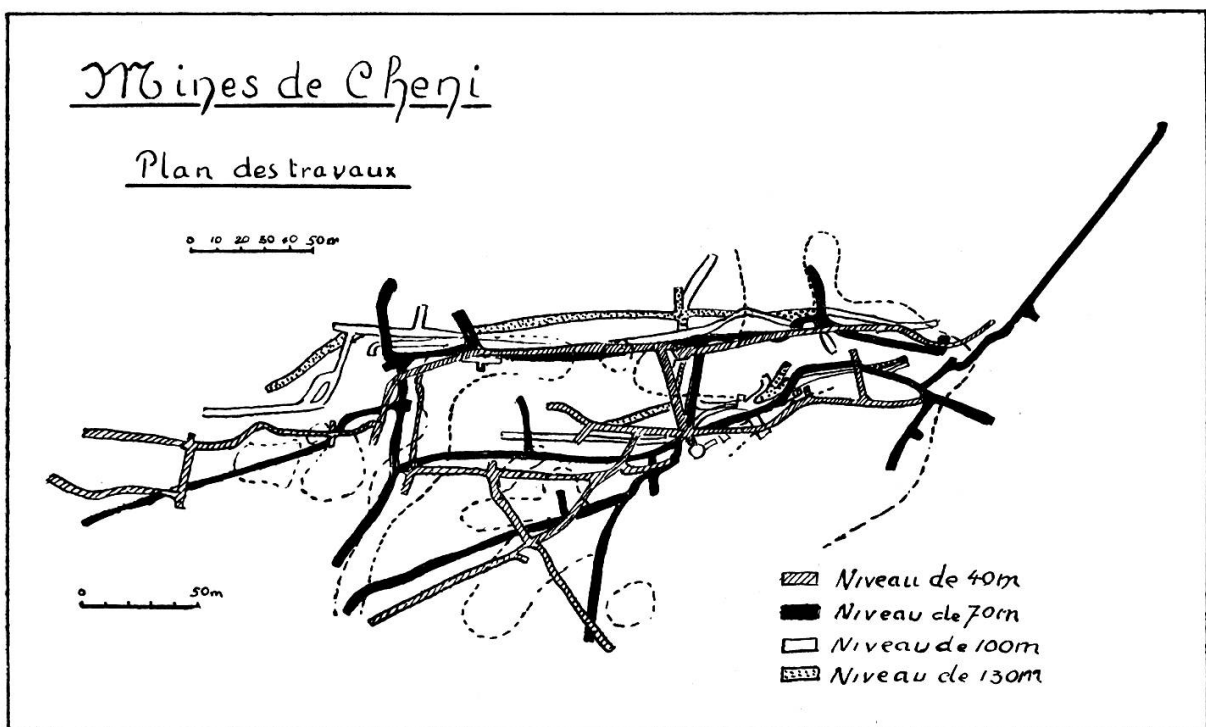 Mines de Cheni
Plan des travaux
0 10 20 30 40 50m
0 50m
Niveau de 40m
Niveau de 70m
Niveau de 100m
Niveau de 130m